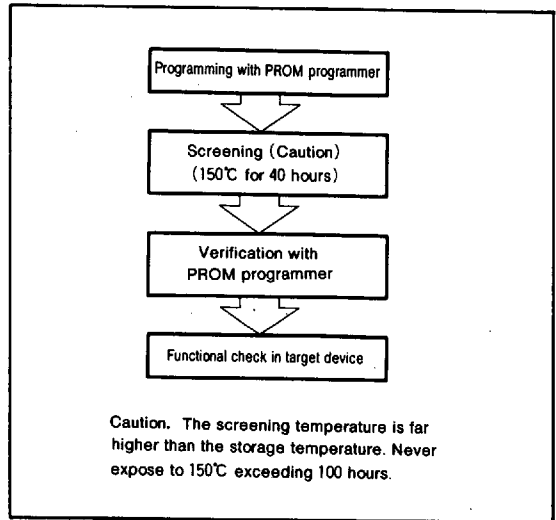 Programming with PROM programmer
Screening (Caution)
(150℃ for 40 hours)
Verification with
PROM programmer
Functional check in target device
Caution. The screening temperature is far
higher than the storage temperature. Never
expose to 150℃ exceeding 100 hours.